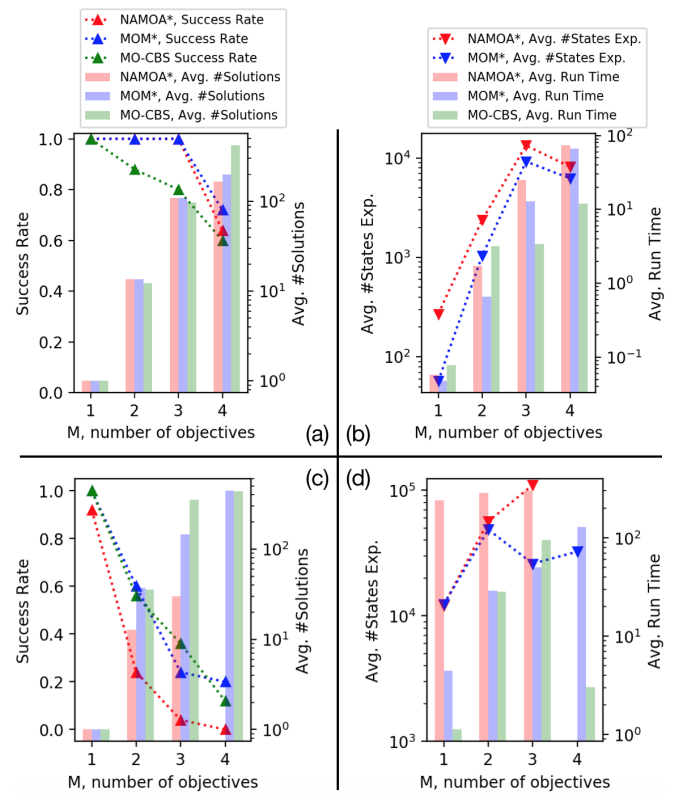 NAMOA*, Success Rate
MOM*, Success Rate
MO-CBS Success Rate
NAMOA*, Avg. #Solutions
MOM*, Avg. #Solutions
MO-CBS, Avg. #Solutions
1.0
0.8
0.6
0.4
0.2
0.0
Success Rate
10²
10¹
10⁰
Avg. #Solutions
1 2 3 4
M, number of objectives
(a)
NAMOA*, Avg. #States Exp.
MOM*, Avg. #States Exp.
NAMOA*, Avg. Run Time
MOM*, Avg. Run Time
MO-CBS, Avg. Run Time
10⁴
10³
10²
Avg. #States Exp.
10²
10¹
10⁰
10⁻¹
Avg. Run Time
1 2 3 4
M, number of objectives
(b)
(c)
1.0
0.8
0.6
0.4
0.2
0.0
Success Rate
10²
10¹
10⁰
Avg. #Solutions
1 2 3 4
M, number of objectives
(d)
10⁵
10⁴
10³
Avg. #States Exp.
10²
10¹
10⁰
Avg. Run Time
1 2 3 4
M, number of objectives